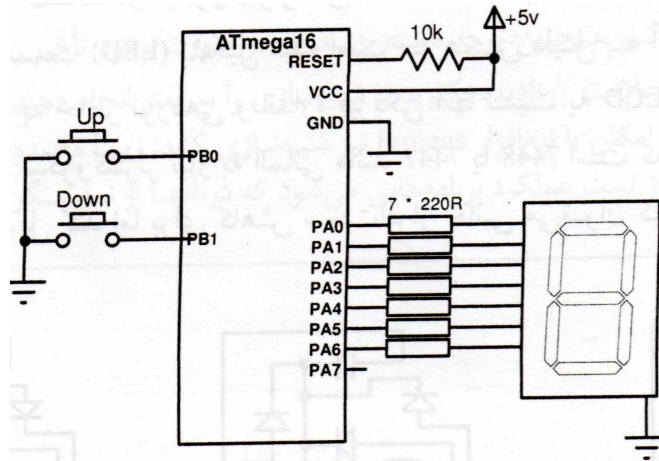 +5v
ATmega16
10k
RESET
VCC
GND
Up
PB0
Down
PB1
7 * 220R
PA0
PA1
PA2
PA3
PA4
PA5
PA6
PA7